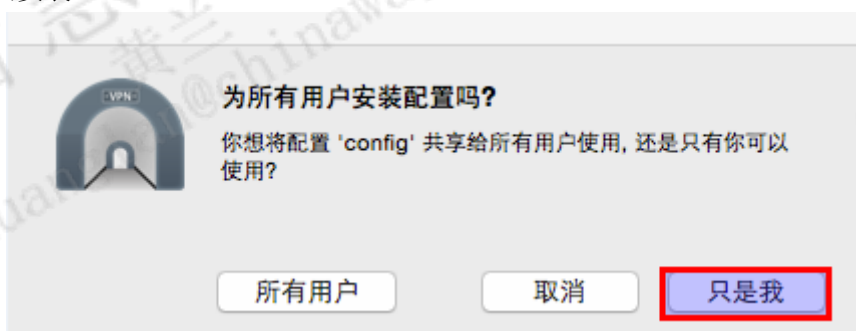 VPN
为所有用户安装配置吗?
你想将配置 'config' 共享给所有用户使用, 还是只有你可以
使用?
所有用户
取消
只是我
黄兰